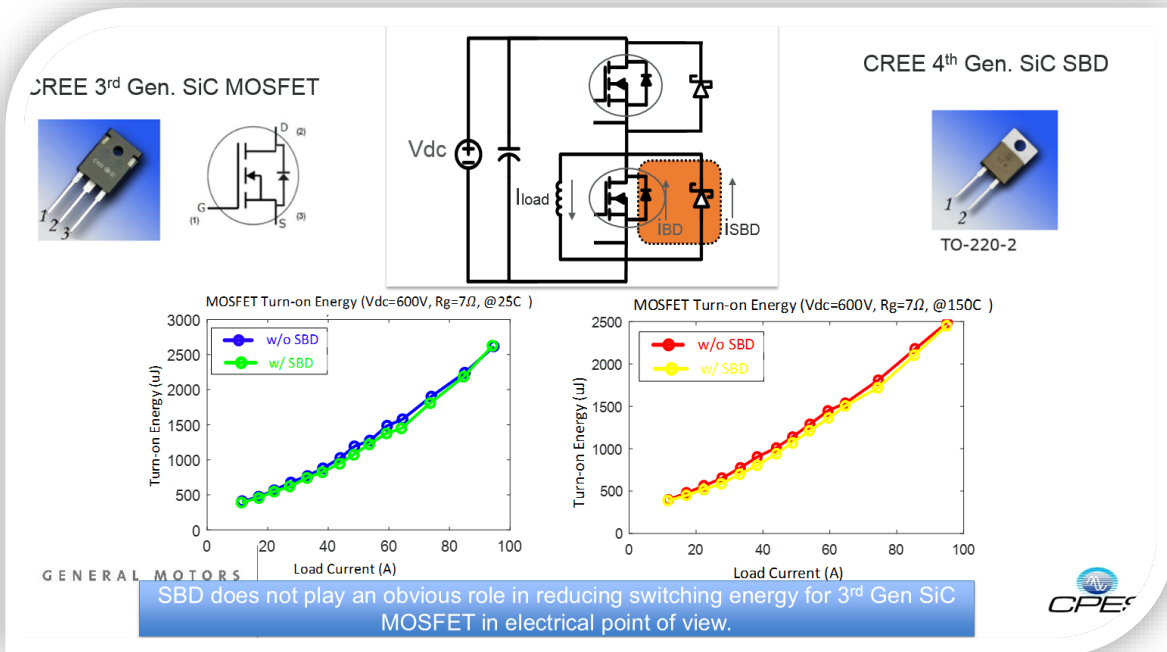 CREE 3rd Gen. SiC MOSFET
CREE 4th Gen. SiC SBD
D (2)
G
(1)
S (3)
1
2
3
Vdc
Iload
iBD
iSBD
1
2
TO-220-2
MOSFET Turn-on Energy (Vdc=600V, Rg=7Ω, @25C )
w/o SBD
w/ SBD
Turn-on Energy (uJ)
3000
2500
2000
1500
1000
500
0
0 20 40 60 80 100
Load Current (A)
MOSFET Turn-on Energy (Vdc=600V, Rg=7Ω, @150C )
w/o SBD
w/ SBD
Turn-on Energy (uJ)
2500
2000
1500
1000
500
0
0 20 40 60 80 100
Load Current (A)
GENERAL MOTORS
SBD does not play an obvious role in reducing switching energy for 3rd Gen SiC
MOSFET in electrical point of view.
CPES